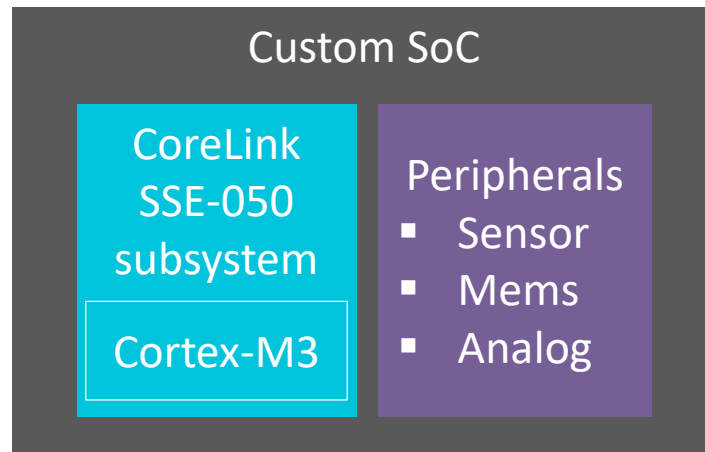 Custom SoC
CoreLink
SSE-050
subsystem
Cortex-M3
Peripherals
▪ Sensor
▪ Mems
▪ Analog